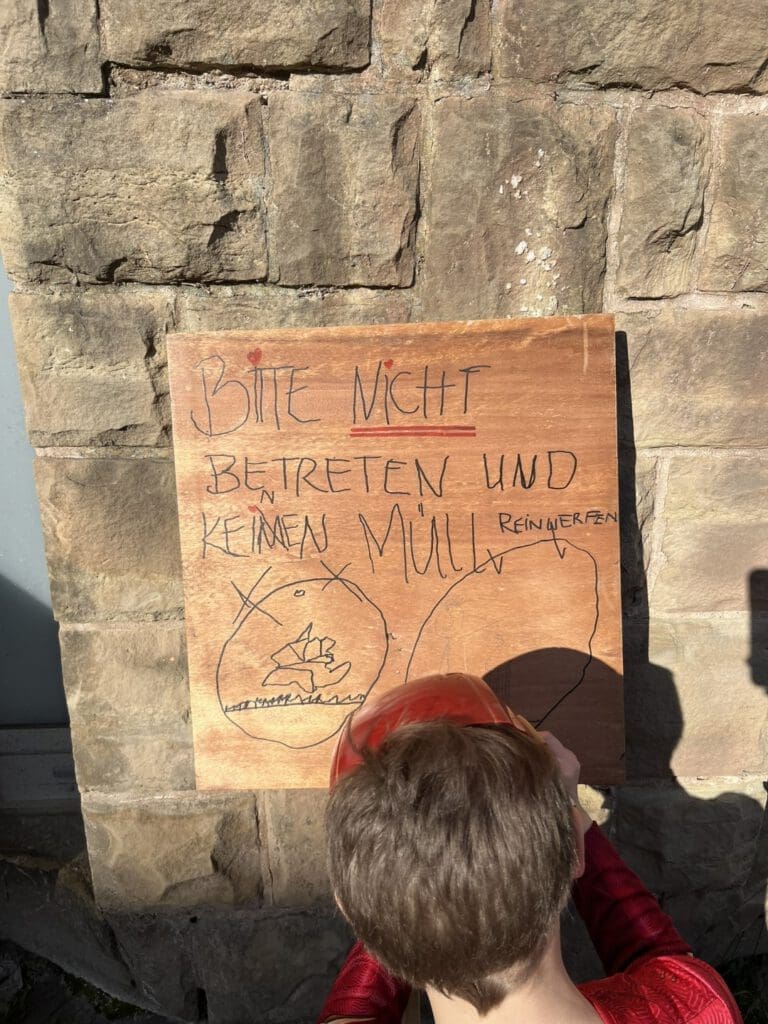 BiTTE NiCHT
BETRETEN UND
KEiNEN MÜLL REiNWERFEN